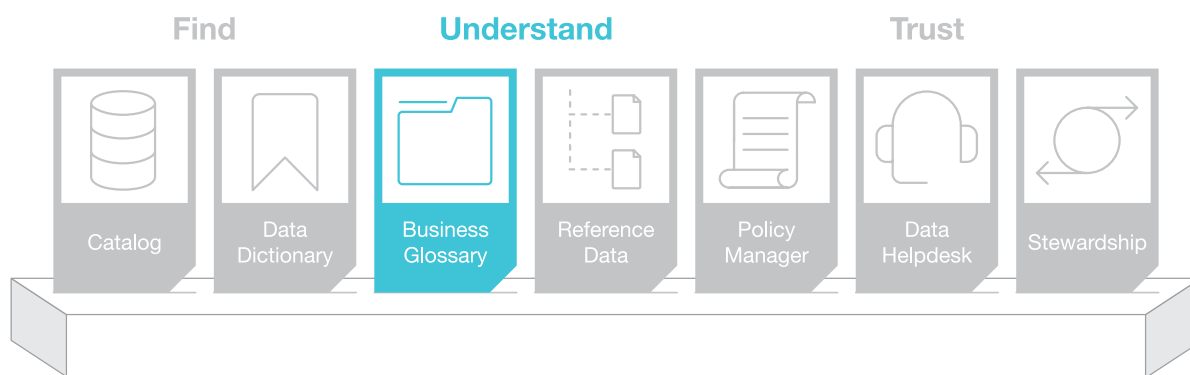 Find
Understand
Trust
Catalog
Data
Dictionary
Business
Glossary
Reference
Data
Policy
Manager
Data
Helpdesk
Stewardship